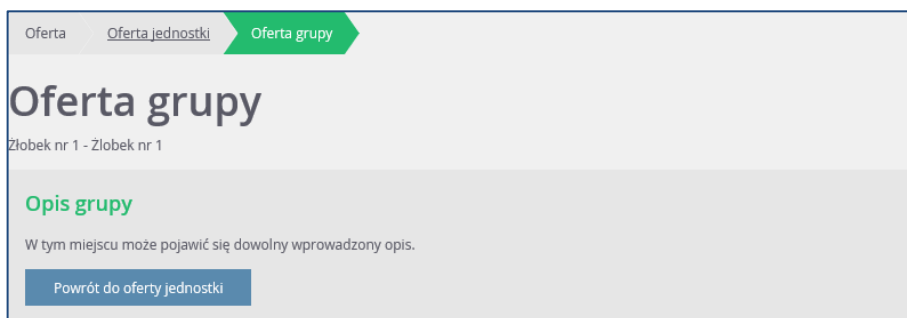 Oferta Oferta jednostki Oferta grupy
Oferta grupy
Żłobek nr 1 - Żlobek nr 1
Opis grupy
W tym miejscu może pojawić się dowolny wprowadzony opis.
Powrót do oferty jednostki